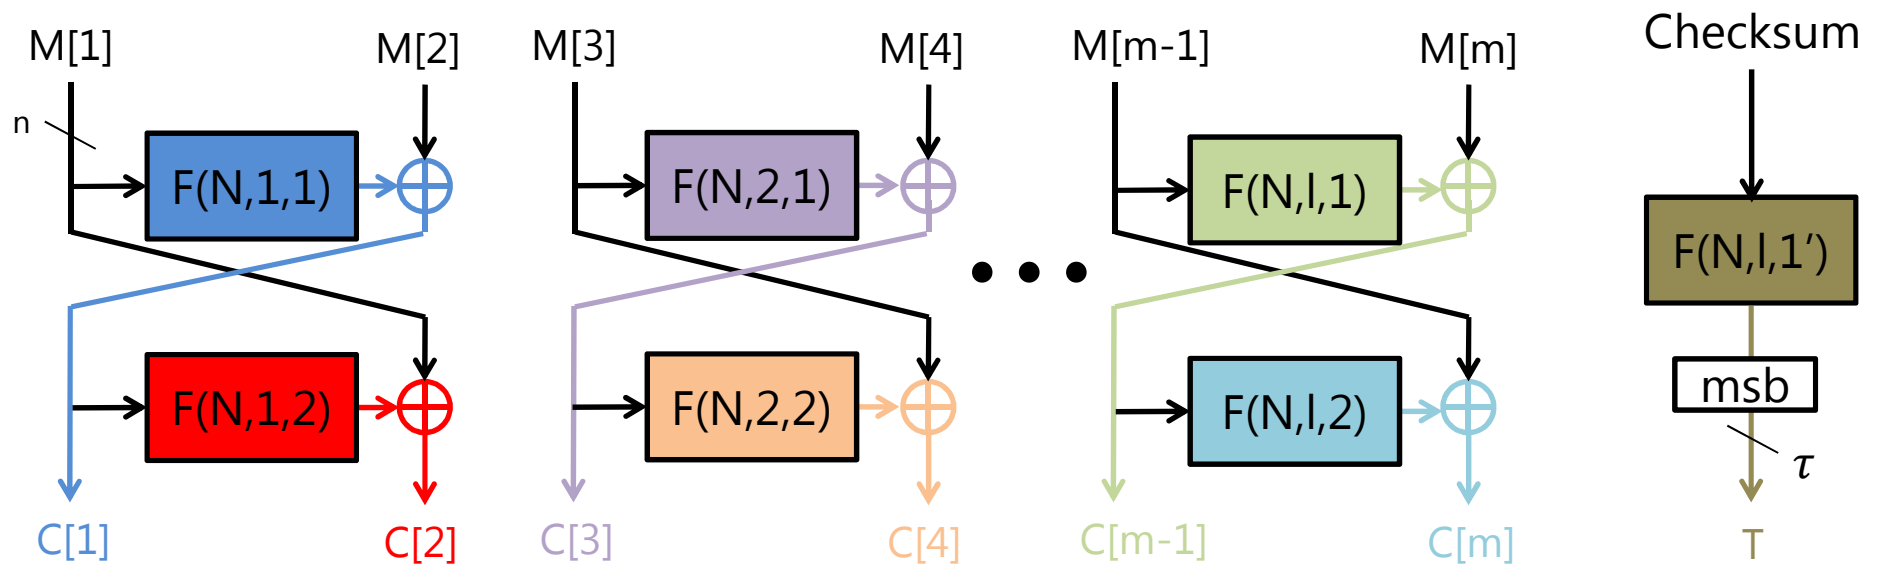 M[1] M[2] M[3] M[4] M[m-1] M[m] Checksum
n
F(N,1,1) F(N,2,1) F(N,l,1) F(N,l,1’)
F(N,1,2) F(N,2,2) F(N,l,2) msb
τ
C[1] C[2] C[3] C[4] C[m-1] C[m] T